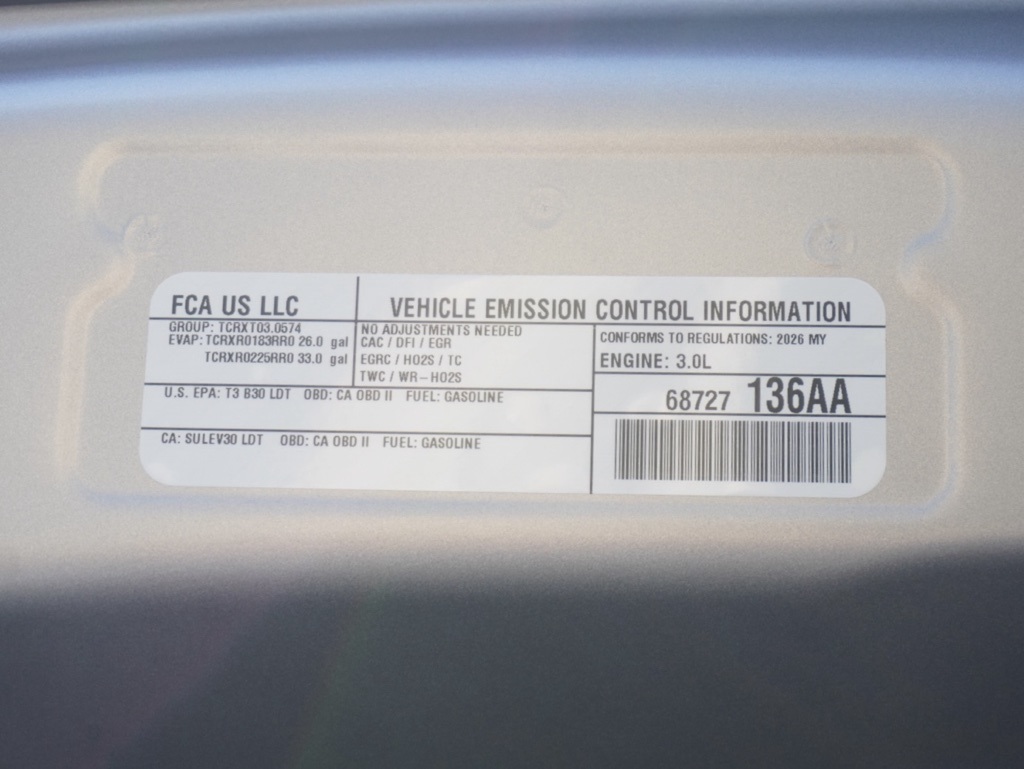 FCA US LLC
VEHICLE EMISSION CONTROL INFORMATION
GROUP: TCRXT03.0574
EVAP: TCRXR0183RR0 26.0 gal
TCRXR0225RR0 33.0 gal
NO ADJUSTMENTS NEEDED
CAC / DFI / EGR
EGRC / HO2S / TC
TWC / WR-HO2S
CONFORMS TO REGULATIONS: 2026 MY
ENGINE: 3.0L
U.S. EPA: T3 B30 LDT OBD: CA OBD II FUEL: GASOLINE
68727 136AA
CA: SULEV30 LDT OBD: CA OBD II FUEL: GASOLINE